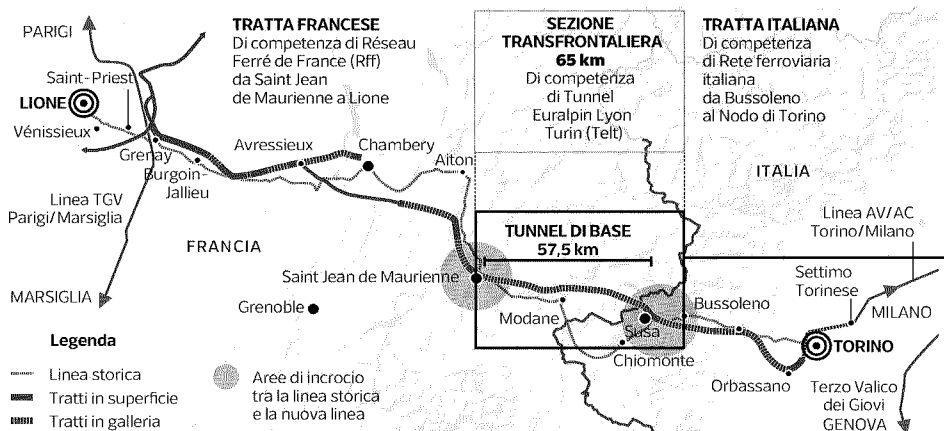 PARIGI
Saint-Priest
LIONE
Vénissieux
Grenay
Burgoin-
Jallieu
Linea TGV
Parigi/Marsiglia
MARSIGLIA
TRATTA FRANCESE
Di competenza di Réseau
Ferré de France (Rff)
da Saint Jean
de Maurienne a Lione
Avressieux
Chambery
Aiton
FRANCIA
Saint Jean de Maurienne
Grenoble
SEZIONE
TRANSFRONTALIERA
65 km
Di competenza
di Tunnel
Euralpin Lyon
Turin (Telt)
TUNNEL DI BASE
57,5 km
Modane
Susa
Chiomonte
TRATTA ITALIANA
Di competenza
di Rete ferroviaria
italiana
da Bussoleno
al Nodo di Torino
ITALIA
Linea AV/AC
Torino/Milano
Settimo
Torinese
Bussoleno
MILANO
TORINO
Orbassano
Terzo Valico
dei Giovi
GENOVA
Legenda
Linea storica
Tratti in superficie
Tratti in galleria
Aree di incrocio
tra la linea storica
e la nuova linea